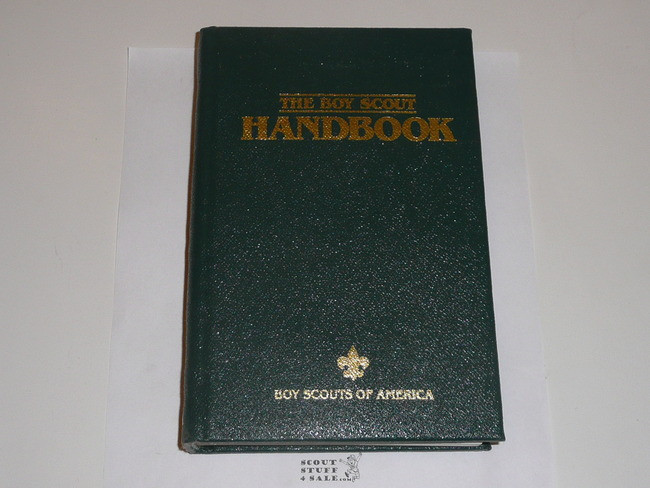 THE BOY SCOUT
HANDBOOK
BOY SCOUTS OF AMERICA
SCOUT
STUFF
4 SALE.com